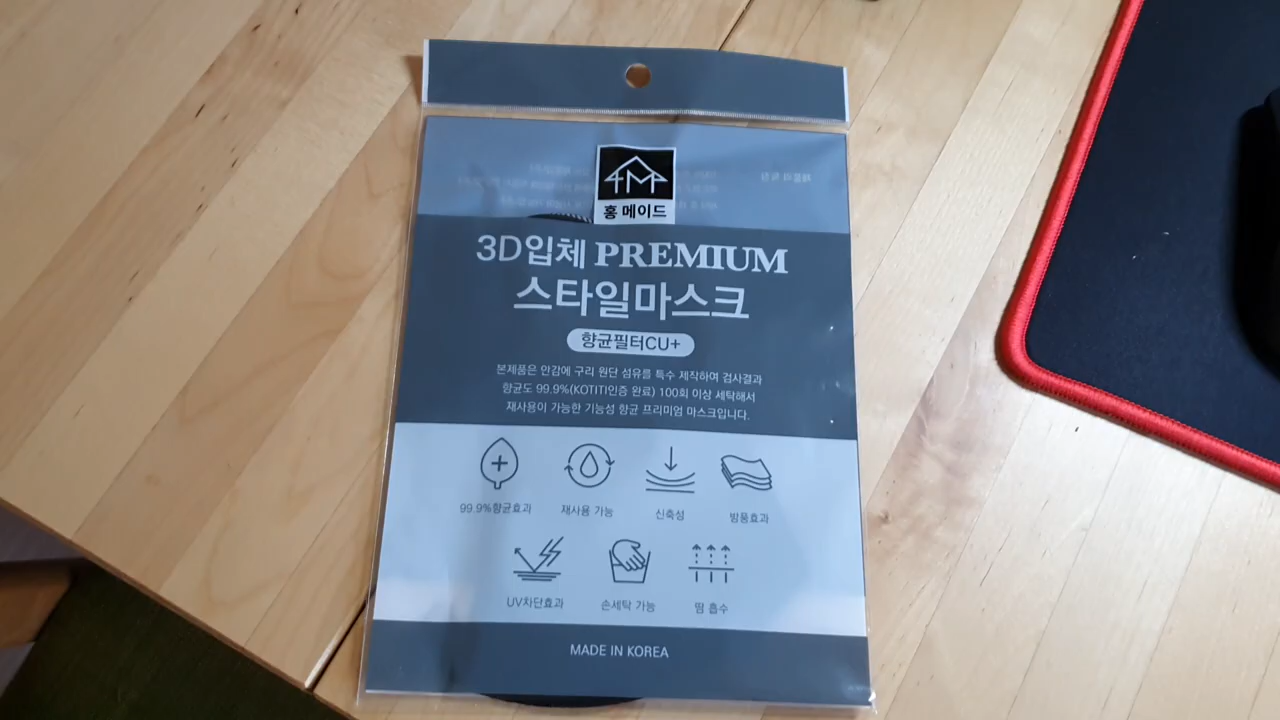 홍 메이드
3D입체 PREMIUM
스타일마스크
향균필터CU+
본제품은 안감에 구리 원단 섬유를 특수 제작하여 검사결과
향균도 99.9%(KOTITI인증 완료) 100회 이상 세탁해서
재사용이 가능한 기능성 향균 프리미엄 마스크입니다.
99.9%향균효과 재사용 가능 신축성 방풍효과
UV차단효과 손세탁 가능 땀 흡수
MADE IN KOREA